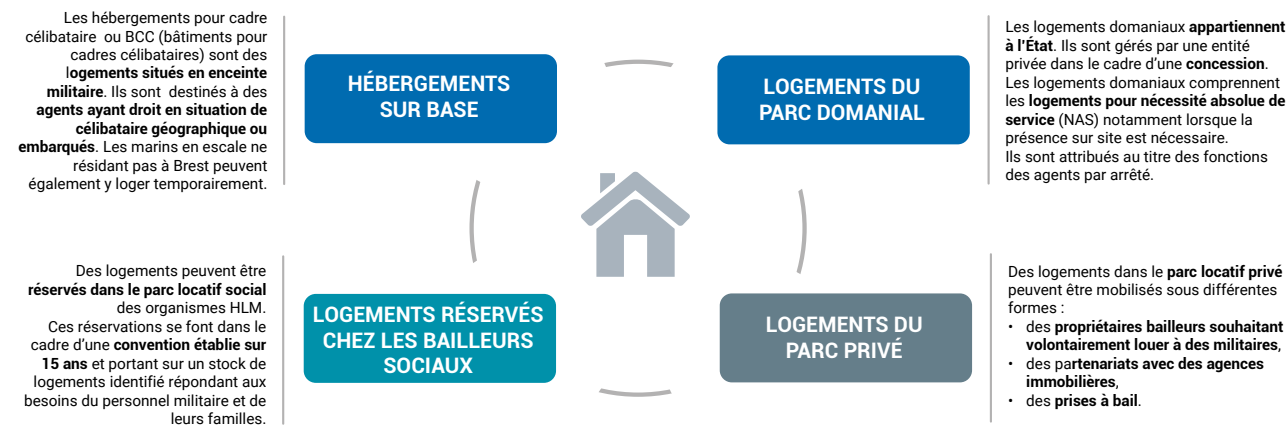 Les hébergements pour cadre
célibataire ou BCC (bâtiments pour
cadres célibataires) sont des
logements situés en enceinte
militaire. Ils sont destinés à des
agents ayant droit en situation de
célibataire géographique ou
embarqués. Les marins en escale ne
résidant pas à Brest peuvent
également y loger temporairement.
HÉBERGEMENTS
SUR BASE
LOGEMENTS DU
PARC DOMANIAL
Les logements domaniaux appartiennent
à l'État. Ils sont gérés par une entité
privée dans le cadre d'une concession.
Les logements domaniaux comprennent
les logements pour nécessité absolue de
service (NAS) notamment lorsque la
présence sur site est nécessaire.
Ils sont attribués au titre des fonctions
des agents par arrêté.
Des logements peuvent être
réservés dans le parc locatif social
des organismes HLM.
Ces réservations se font dans le
cadre d'une convention établie sur
15 ans et portant sur un stock de
logements identifié répondant aux
besoins du personnel militaire et de
leurs familles.
LOGEMENTS RÉSERVÉS
CHEZ LES BAILLEURS
SOCIAUX
LOGEMENTS DU
PARC PRIVÉ
Des logements dans le parc locatif privé
peuvent être mobilisés sous différentes
formes :
• des propriétaires bailleurs souhaitant
volontairement louer à des militaires,
• des partenariats avec des agences
immobilières,
• des prises à bail.